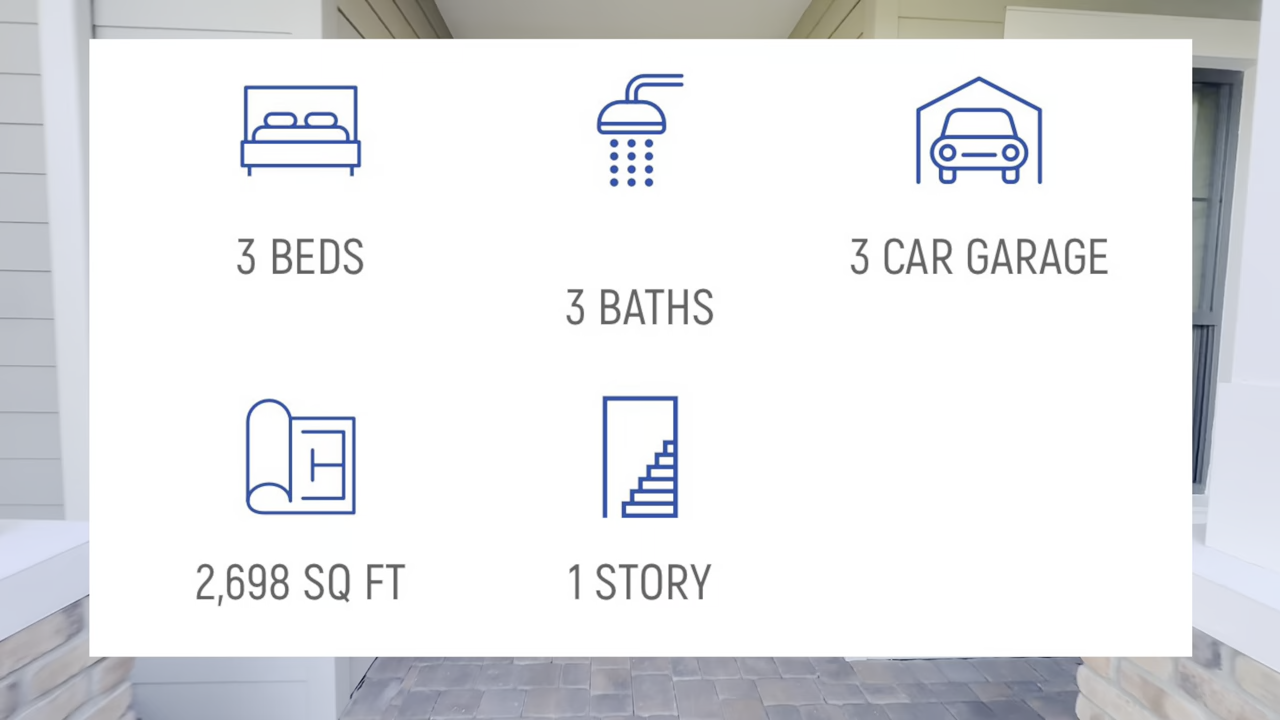 3 BEDS
3 BATHS
3 CAR GARAGE
2,698 SQ FT
1 STORY